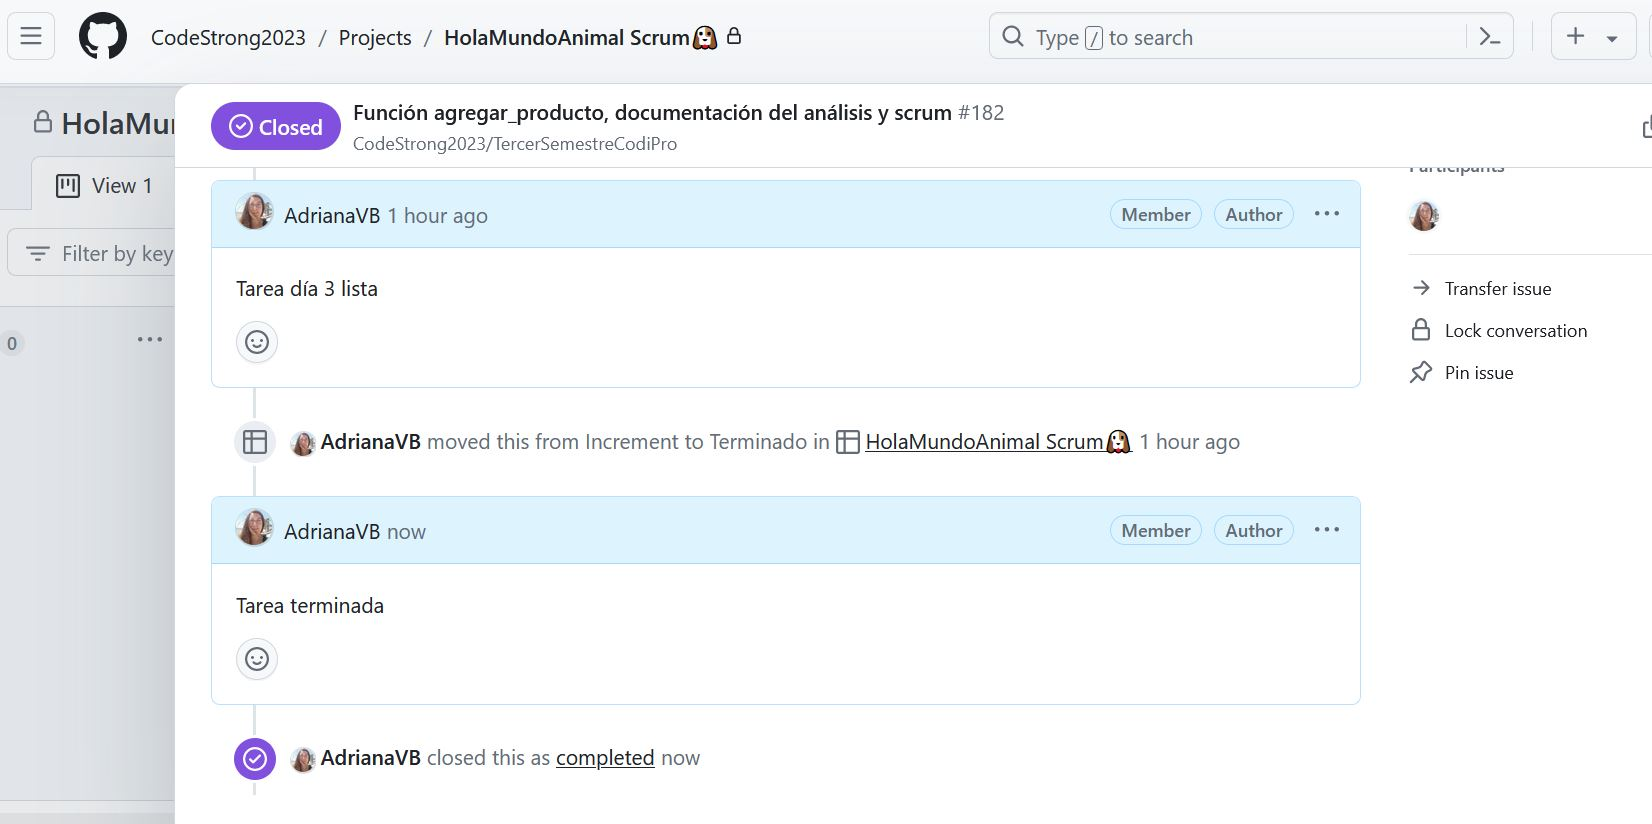 CodeStrong2023 / Projects / HolaMundoAnimal Scrum
Type / to search
HolaMu
View 1
Filter by key
0
Closed
Función agregar_producto, documentación del análisis y scrum #182
CodeStrong2023/TercerSemestreCodiPro
AdrianaVB 1 hour ago
Member
Author
Tarea día 3 lista
AdrianaVB moved this from Increment to Terminado in HolaMundoAnimal Scrum 1 hour ago
AdrianaVB now
Member
Author
Tarea terminada
AdrianaVB closed this as completed now
Participants
Transfer issue
Lock conversation
Pin issue